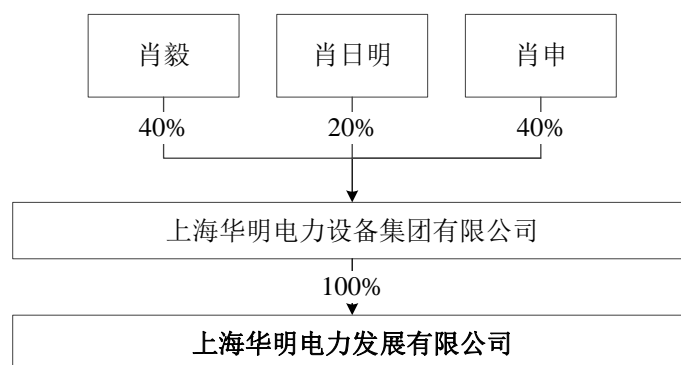 肖毅 肖日明 肖申
40% 20% 40%
上海华明电力设备集团有限公司
100%
上海华明电力发展有限公司